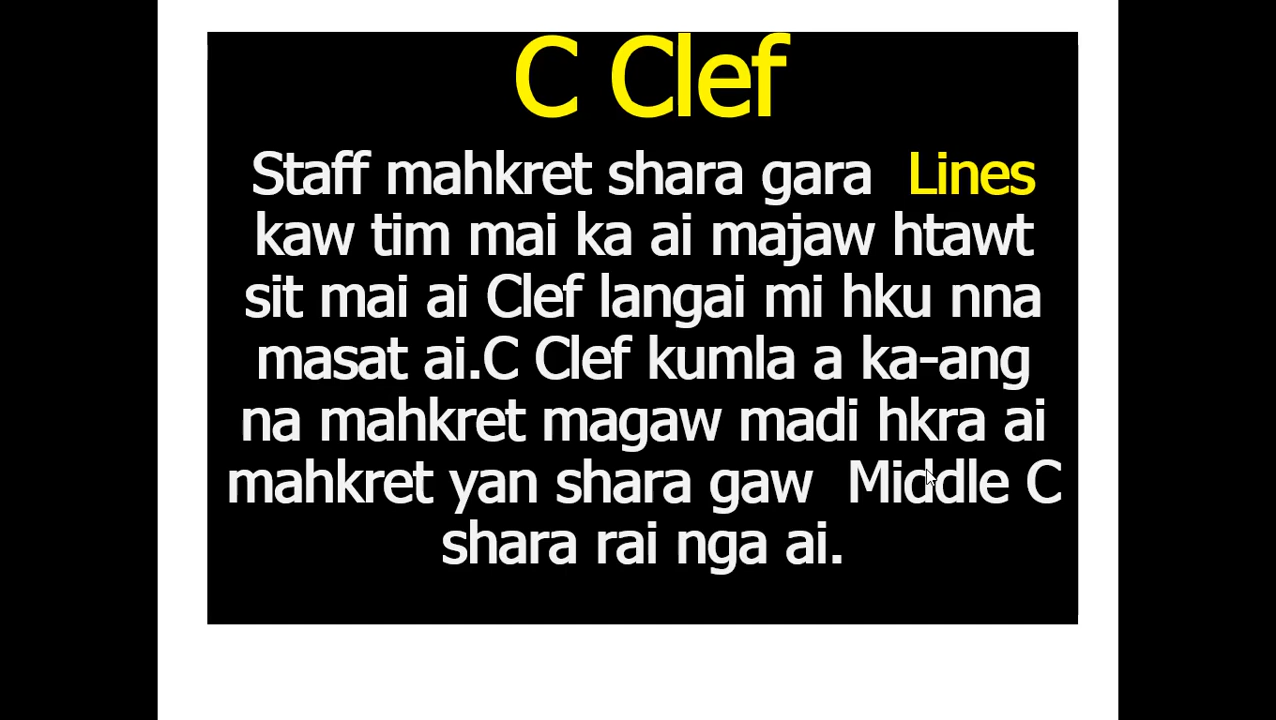 C Clef
Staff mahkret shara gara Lines
kaw tim mai ka ai majaw htawt
sit mai ai Clef langai mi hku nna
masat ai.C Clef kumla a ka-ang
na mahkret magaw madi hkra ai
mahkret yan shara gaw Middle C
shara rai nga ai.